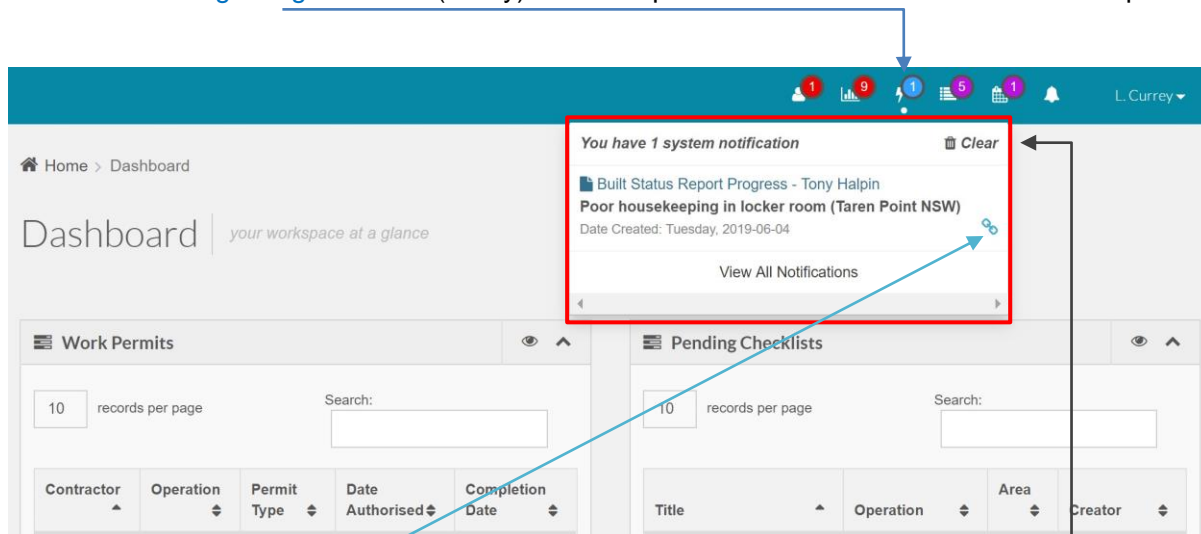 1 9 1 5 1 L. Currey
You have 1 system notification Clear
Home > Dashboard
Built Status Report Progress - Tony Halpin
Poor housekeeping in locker room (Taren Point NSW)
Dashboard your workspace at a glance
Date Created: Tuesday, 2019-06-04
View All Notifications
Work Permits
Pending Checklists
10 records per page Search:
10 records per page Search:
Contractor Operation Permit Type Date Authorised Completion Date
Title Operation Area Creator